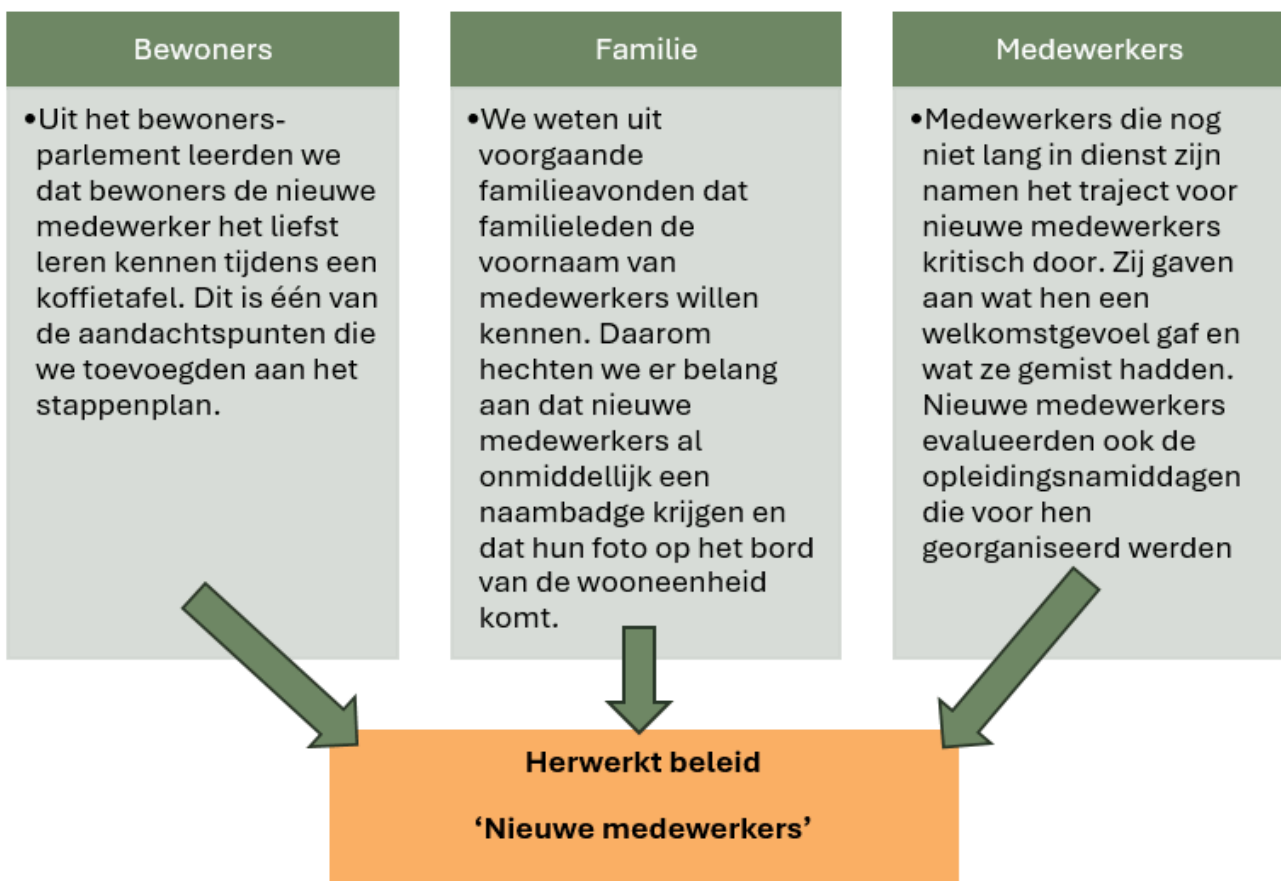 Bewoners
•Uit het bewoners-
parlement leerden we
dat bewoners de nieuwe
medewerker het liefst
leren kennen tijdens een
koffietafel. Dit is één van
de aandachtspunten die
we toevoegden aan het
stappenplan.
Familie
•We weten uit
voorgaande
familieavonden dat
familieleden de
voornaam van
medewerkers willen
kennen. Daarom
hechten we er belang
aan dat nieuwe
medewerkers al
onmiddellijk een
naambadge krijgen en
dat hun foto op het bord
van de wooneenheid
komt.
Medewerkers
•Medewerkers die nog
niet lang in dienst zijn
namen het traject voor
nieuwe medewerkers
kritisch door. Zij gaven
aan wat hen een
welkomstgevoel gaf en
wat ze gemist hadden.
Nieuwe medewerkers
evalueerden ook de
opleidingsnamiddagen
die voor hen
georganiseerd werden
Herwerkt beleid
‘Nieuwe medewerkers’